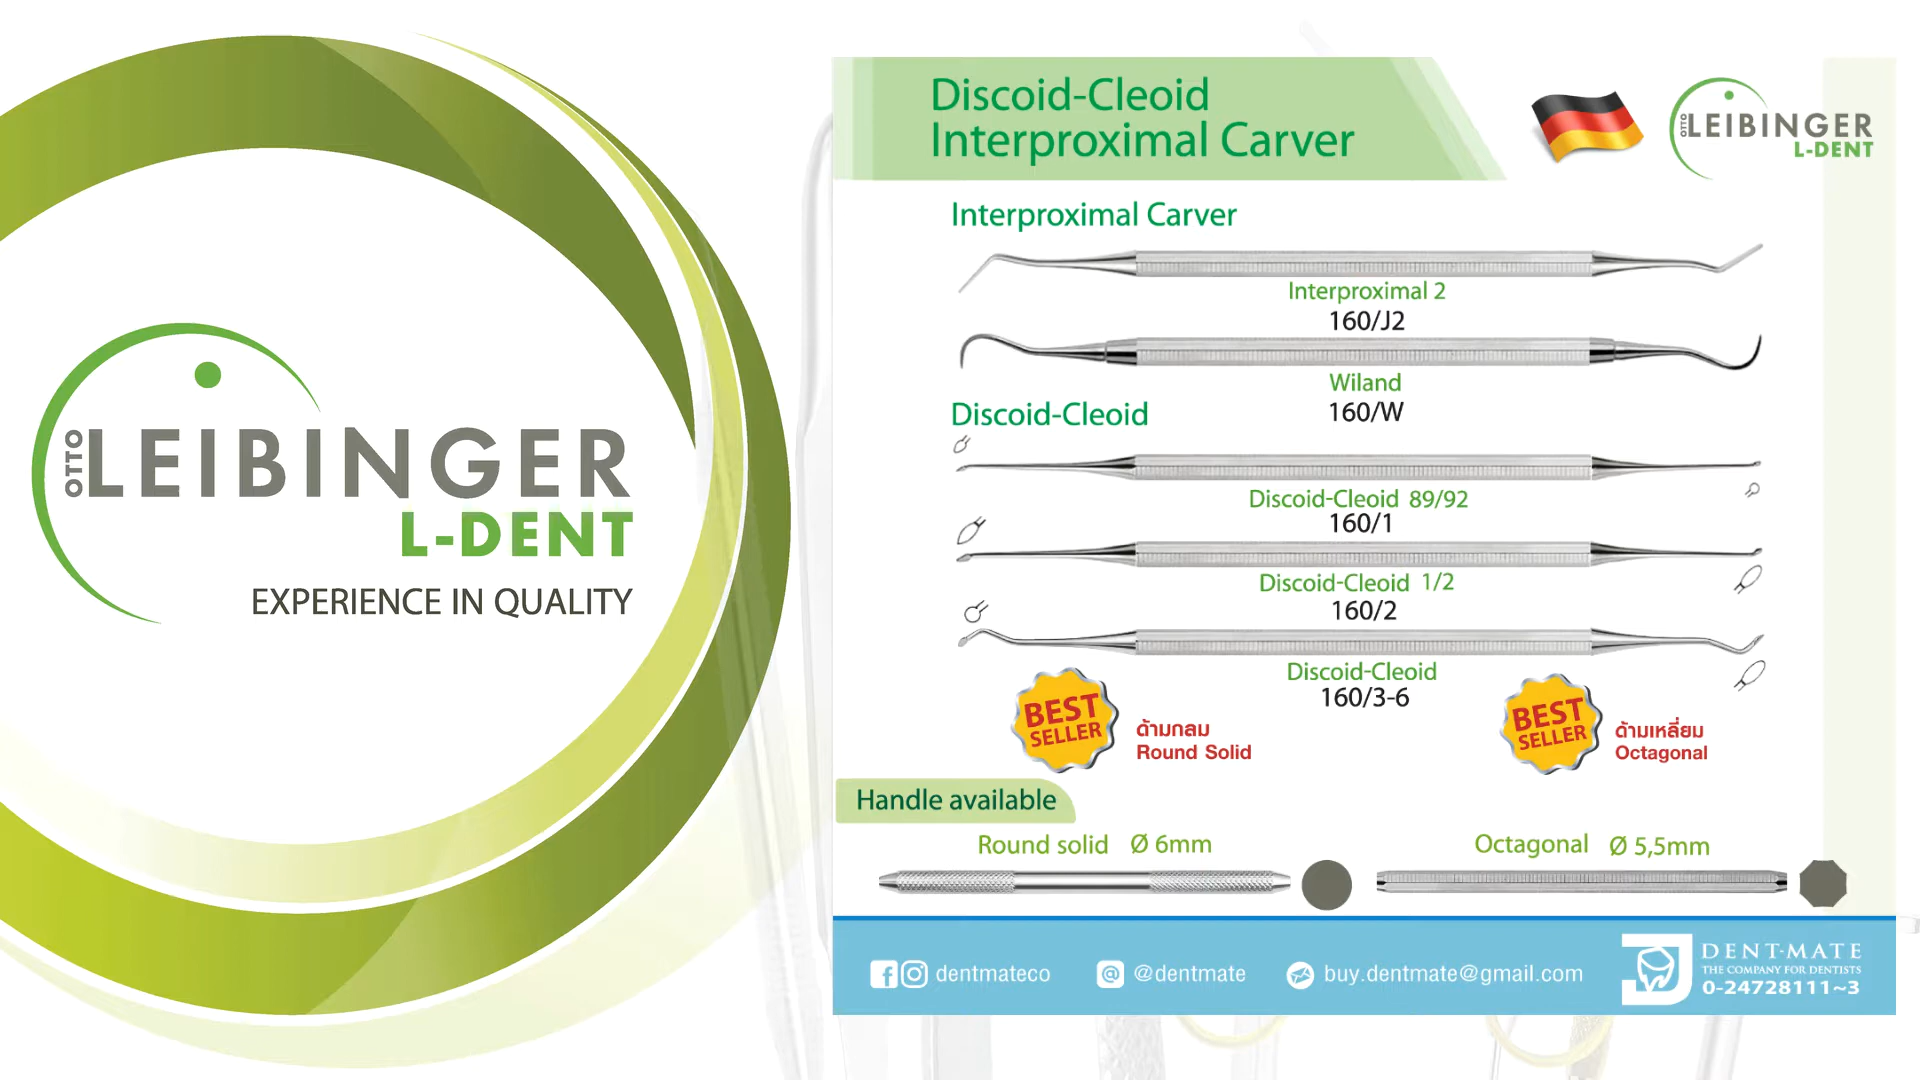 OTTO
LEIBINGER
L-DENT
EXPERIENCE IN QUALITY
Discoid-Cleoid
Interproximal Carver
OTTO
LEIBINGER
L-DENT
Interproximal Carver
Interproximal 2
160/J2
Wiland
160/W
Discoid-Cleoid
Discoid-Cleoid 89/92
160/1
Discoid-Cleoid 1/2
160/2
Discoid-Cleoid
160/3-6
BEST
SELLER
ด้ามกลม
Round Solid
BEST
SELLER
ด้ามเหลี่ยม
Octagonal
Handle available
Round solid Ø 6mm
Octagonal Ø 5,5mm
dentmateco
@dentmate
buy.dentmate@gmail.com
DENT-MATE
THE COMPANY FOR DENTISTS
0-24728111~3